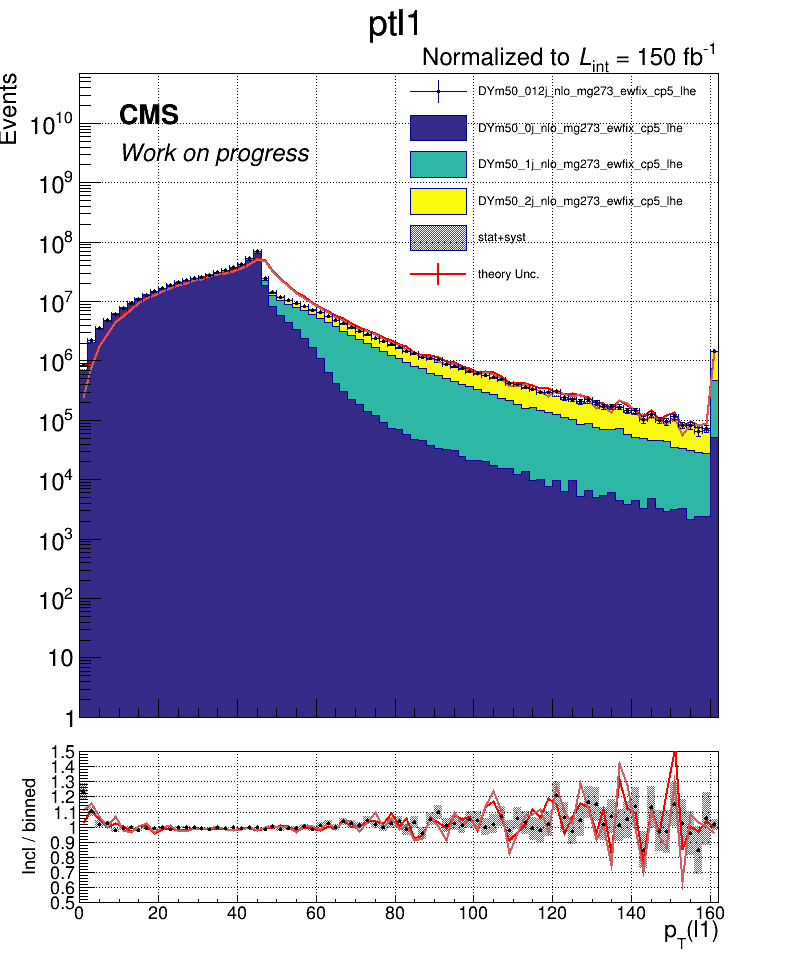 ptl1
Normalized to L_int = 150 fb^-1
Events
CMS
Work on progress
DYm50_012j_nlo_mg273_ewfix_cp5_lhe
DYm50_0j_nlo_mg273_ewfix_cp5_lhe
DYm50_1j_nlo_mg273_ewfix_cp5_lhe
DYm50_2j_nlo_mg273_ewfix_cp5_lhe
stat+syst
theory Unc.
10^10
10^9
10^8
10^7
10^6
10^5
10^4
10^3
10^2
10
1
Incl / binned
1.5
1.4
1.3
1.2
1.1
1
0.9
0.8
0.7
0.6
0.5
0 20 40 60 80 100 120 140 160
p_T(l1)